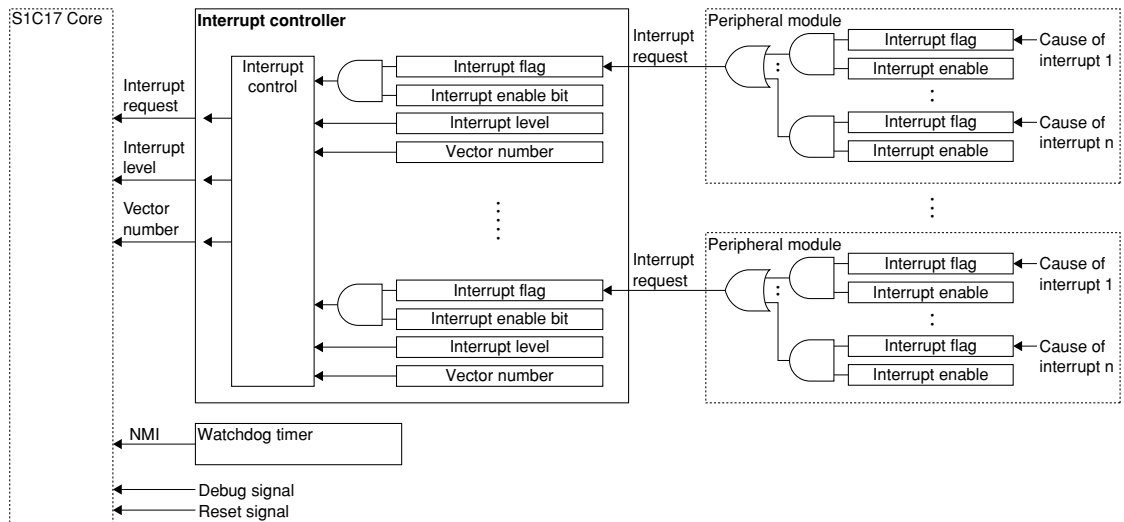 S1C17 Core
Interrupt
request
Interrupt
level
Vector
number
NMI
Interrupt controller
Interrupt
control
Interrupt flag
Interrupt enable bit
Interrupt level
Vector number
Interrupt flag
Interrupt enable bit
Interrupt level
Vector number
Watchdog timer
Debug signal
Reset signal
Interrupt
request
Interrupt
request
Peripheral module
Interrupt flag
Interrupt enable
Interrupt flag
Interrupt enable
Cause of
interrupt 1
Cause of
interrupt n
Peripheral module
Interrupt flag
Interrupt enable
Interrupt flag
Interrupt enable
Cause of
interrupt 1
Cause of
interrupt n